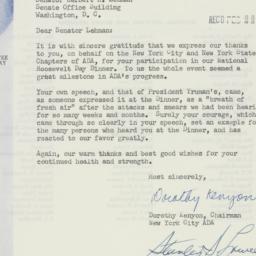 Senate Office Building
Washington, D. C.
REC'D FEB
Dear Senator Lehman:
It is with sincere gratitude that we express our thanks
to you, on behalf on the New York City and New York State
Chapters of ADA, for your participation in our National
Roosevelt Day Dinner. To us the whole event seemed a
great milestone in ADA's progress.
Your own speech, and that of President Truman's, came,
as someone expressed it at the Dinner, as a "breath of
fresh air" after the attacks and smears we had been hearing
for so many weeks and months. Surely your courage, which
came through so clearly in your speech, set an example for
the many persons who heard you at the Dinner, and has
reacted to our favor greatly.
Again, our warm thanks and best good wishes for your
continued health and strength.
Most sincerely,
Dorothy Kenyon
Dorothy Kenyon, Chairman
New York City ADA
Stanley